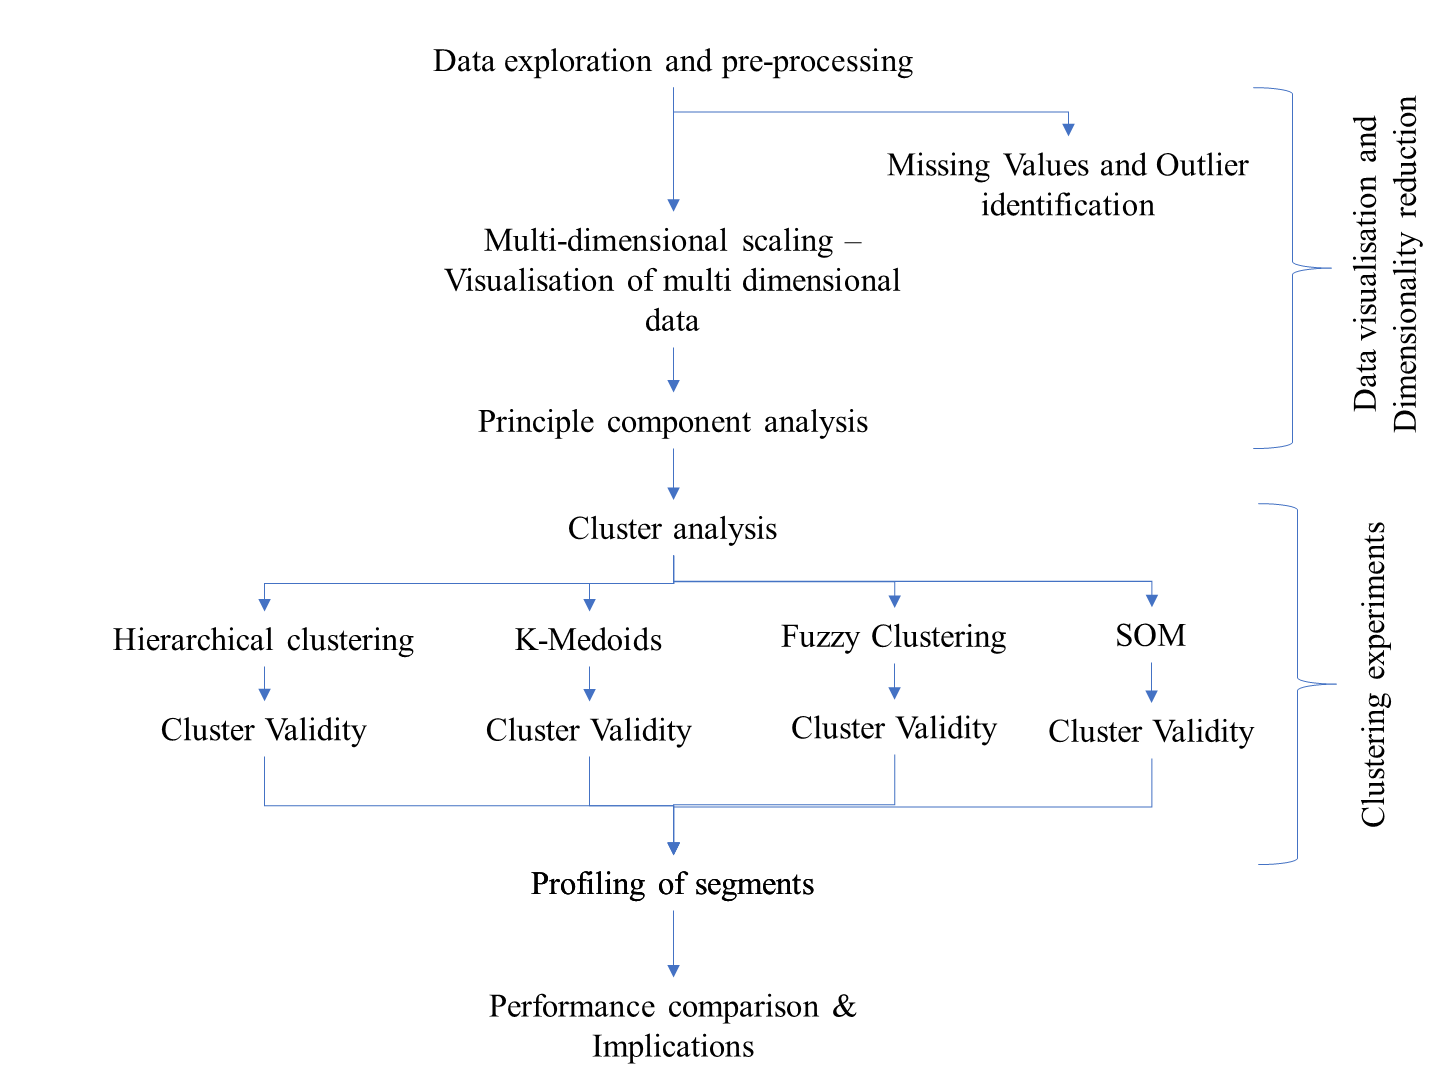 Data exploration and pre-processing
Missing Values and Outlier
identification
Multi-dimensional scaling –
Visualisation of multi dimensional
data
Principle component analysis
Data visualisation and
Dimensionality reduction
Cluster analysis
Hierarchical clustering
K-Medoids
Fuzzy Clustering
SOM
Cluster Validity
Cluster Validity
Cluster Validity
Cluster Validity
Clustering experiments
Profiling of segments
Performance comparison &
Implications